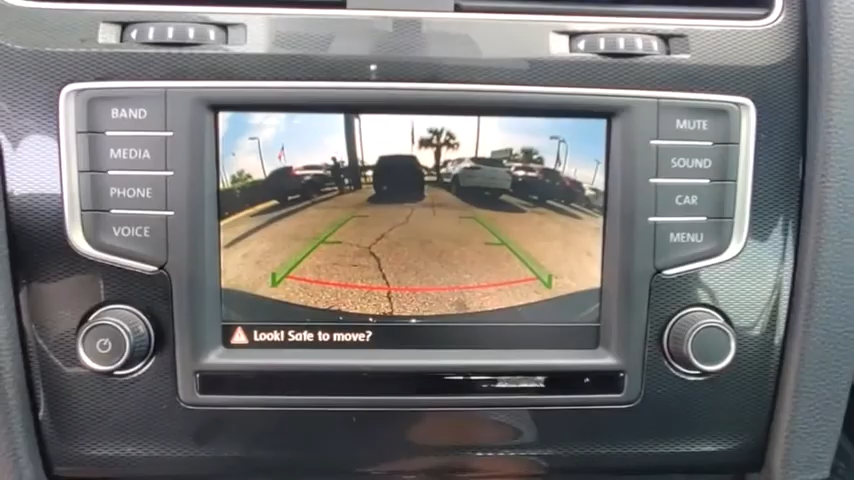 BAND
MEDIA
PHONE
VOICE
MUTE
SOUND
CAR
MENU
Look! Safe to move?